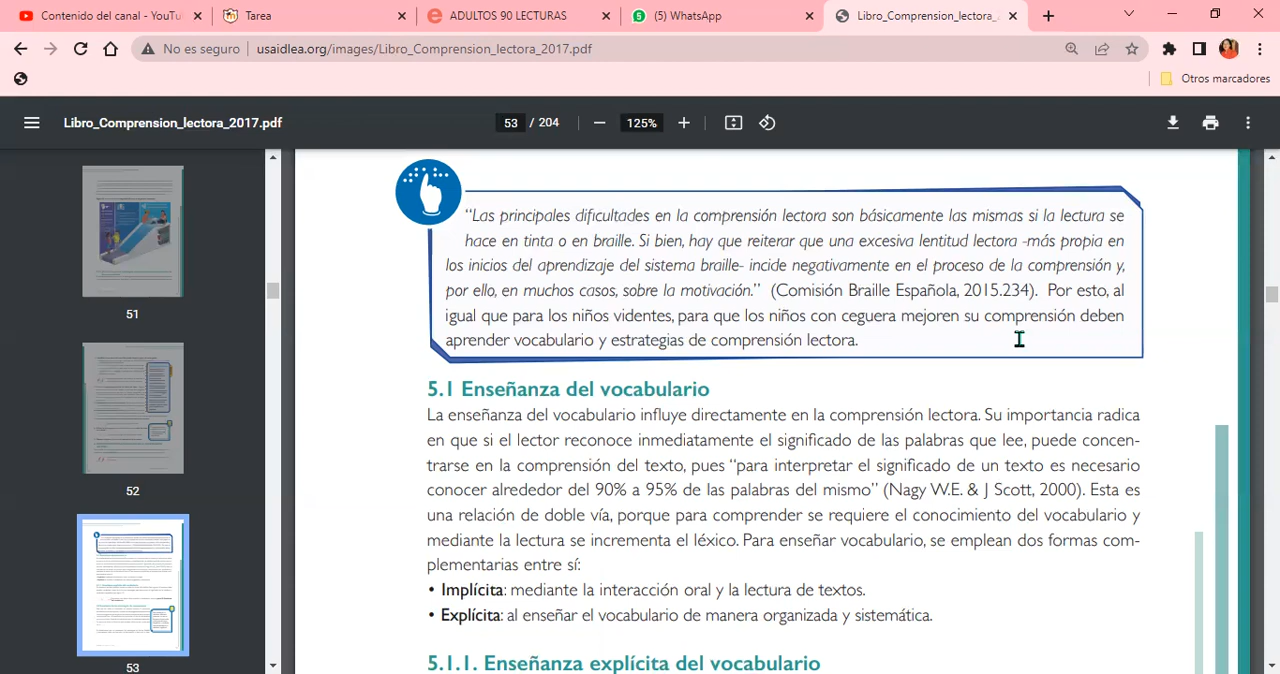 Contenido del canal - YouTu
Tarea
ADULTOS 90 LECTURAS
(5) WhatsApp
Libro_Comprension_lectora_
No es seguro
usaidlea.org/images/Libro_Comprension_lectora_2017.pdf
Otros marcadores
Libro_Comprension_lectora_2017.pdf
53 / 204
125%
51
52
53
“Las principales dificultades en la comprensión lectora son básicamente las mismas si la lectura se
hace en tinta o en braille. Si bien, hay que reiterar que una excesiva lentitud lectora -más propia en
los inicios del aprendizaje del sistema braille- incide negativamente en el proceso de la comprensión y,
por ello, en muchos casos, sobre la motivación.” (Comisión Braille Española, 2015.234). Por esto, al
igual que para los niños videntes, para que los niños con ceguera mejoren su comprensión deben
aprender vocabulario y estrategias de comprensión lectora.
5.1 Enseñanza del vocabulario
La enseñanza del vocabulario influye directamente en la comprensión lectora. Su importancia radica
en que si el lector reconoce inmediatamente el significado de las palabras que lee, puede concen-
trarse en la comprensión del texto, pues “para interpretar el significado de un texto es necesario
conocer alrededor del 90% a 95% de las palabras del mismo” (Nagy W.E. & J Scott, 2000). Esta es
una relación de doble vía, porque para comprender se requiere el conocimiento del vocabulario y
mediante la lectura se incrementa el léxico. Para enseñar vocabulario, se emplean dos formas com-
plementarias entre sí:
• Implícita: mediante la interacción oral y la lectura de textos.
• Explícita: al enseñar el vocabulario de manera organizada y sistemática.
5.1.1. Enseñanza explícita del vocabulario